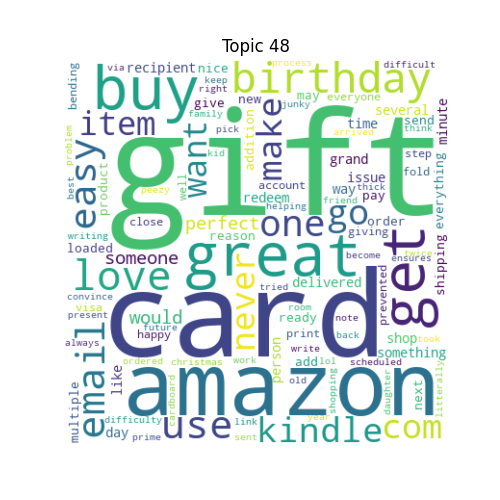 Topic 48
via recipient nice process difficult
bending buy keep birthday
right
item give new may everyone several minute
junky
family time send
problem easy want pick addition make think
gift
arrived
kid grand step everything
best product peezy well account issue way thick pay fold
redeem friend
helping
close perfect one go order
writing reason giving
loaded someone great delivered get shipping twice
become ensures
convince love never tried prevented
visa card room note
present would future ready print back shop tock
happy person write something
always email ordered christmas work add lol scheduled
like amazon old
multiple cardboard shopping daughter next litterally
difficulty use link year
day prime sent kindle com